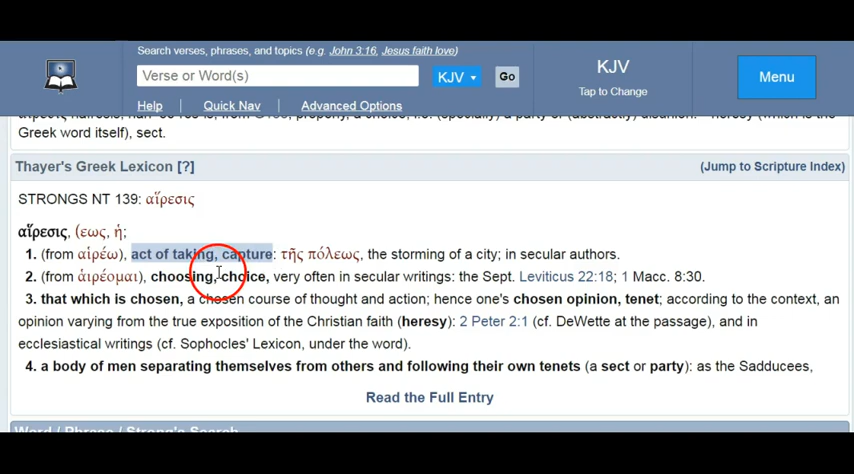 Search verses, phrases, and topics (e.g. John 3:16, Jesus faith love)
Verse or Word(s)
KJV
Go
Help
Quick Nav
Advanced Options
KJV
Tap to Change
Menu
Greek word itself), sect.
Thayer's Greek Lexicon [?]
(Jump to Scripture Index)
STRONGS NT 139: αἵρεσις
αἵρεσις, (εως, ἡ;
1. (from αἱρέω), act of taking, capture: τῆς πόλεως, the storming of a city; in secular authors.
2. (from ἁιρέομαι), choosing, choice, very often in secular writings: the Sept. Leviticus 22:18; 1 Macc. 8:30.
3. that which is chosen, a chosen course of thought and action; hence one's chosen opinion, tenet; according to the context, an
opinion varying from the true exposition of the Christian faith (heresy): 2 Peter 2:1 (cf. DeWette at the passage), and in
ecclesiastical writings (cf. Sophocles' Lexicon, under the word).
4. a body of men separating themselves from others and following their own tenets (a sect or party): as the Sadducees,
Read the Full Entry
Word / Phrase / Strong's Search